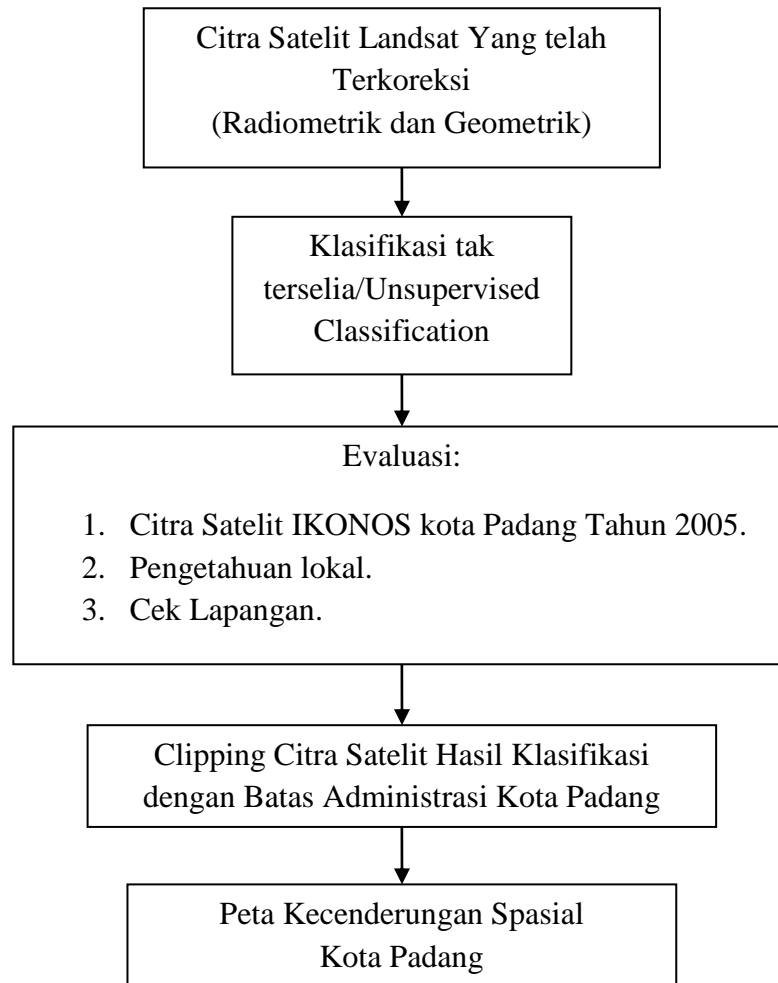 Citra Satelit Landsat Yang telah
Terkoreksi
(Radiometrik dan Geometrik)
Klasifikasi tak
terselia/Unsupervised
Classification
Evaluasi:
1. Citra Satelit IKONOS kota Padang Tahun 2005.
2. Pengetahuan lokal.
3. Cek Lapangan.
Clipping Citra Satelit Hasil Klasifikasi
dengan Batas Administrasi Kota Padang
Peta Kecenderungan Spasial
Kota Padang